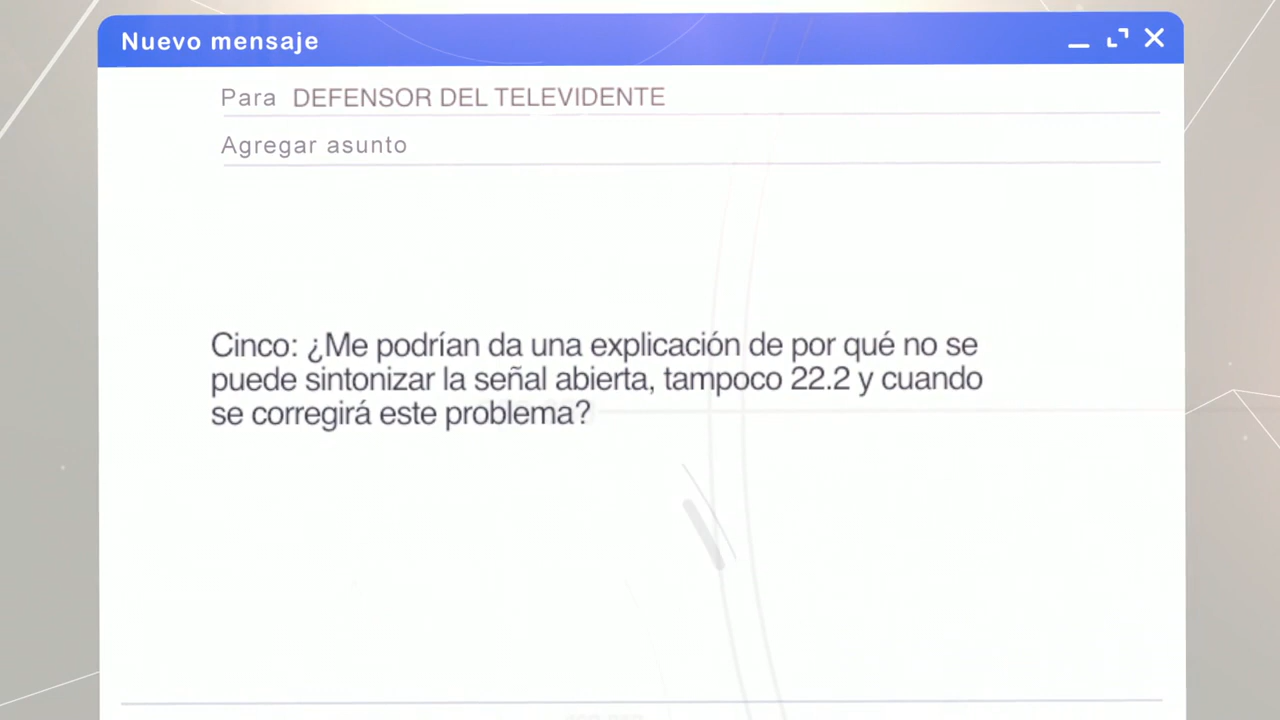 Nuevo mensaje
Para DEFENSOR DEL TELEVIDENTE
Agregar asunto
Cinco: ¿Me podrían da una explicación de por qué no se
puede sintonizar la señal abierta, tampoco 22.2 y cuando
se corregirá este problema?